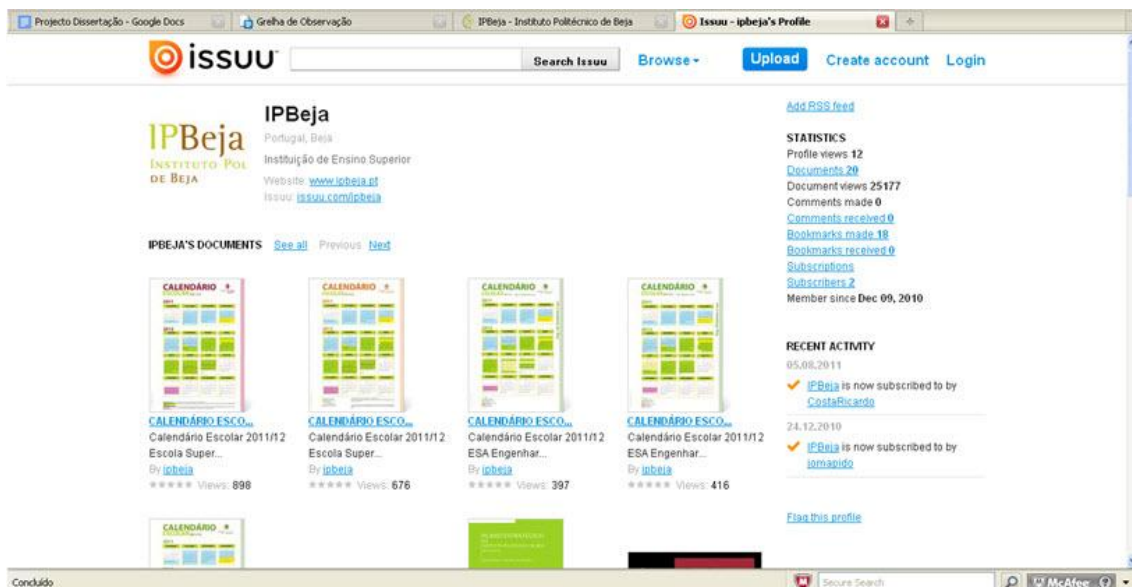 Projecto Dissertação - Google Docs
Grelha de Observação
IPBeja - Instituto Politécnico de Beja
Issuu - ipbeja's Profile
issuu
Search Issuu
Browse
Upload
Create account
Login
IPBeja
INSTITUTO POL
DE BEJA
IPBeja
Portugal, Beja
Instituição de Ensino Superior
Website: www.ipbeja.pt
Issuu: issuu.com/ipbeja
Add RSS feed
STATISTICS
Profile views 12
Documents 20
Document views 25177
Comments made 0
Comments received 0
Bookmarks made 18
Bookmarks received 0
Subscriptions
Subscribers 2
Member since Dec 09, 2010
IPBEJA'S DOCUMENTS See all Previous Next
CALENDÁRIO
CALENDÁRIO
CALENDÁRIO
CALENDÁRIO
CALENDÁRIO ESCO...
Calendário Escolar 2011/12
Escola Super...
By ipbeja
Views: 898
CALENDÁRIO ESCO...
Calendário Escolar 2011/12
Escola Super...
By ipbeja
Views: 676
CALENDÁRIO ESCO...
Calendário Escolar 2011/12
ESA Engenhar...
By ipbeja
Views: 397
CALENDÁRIO ESCO...
Calendário Escolar 2011/12
ESA Engenhar...
By ipbeja
Views: 416
RECENT ACTIVITY
05.08.2011
IPBeja is now subscribed to by
CostaRicardo
24.12.2010
IPBeja is now subscribed to by
jomapido
Flag this profile
CALENDÁRIO
Concluído
Secure Search
McAfee